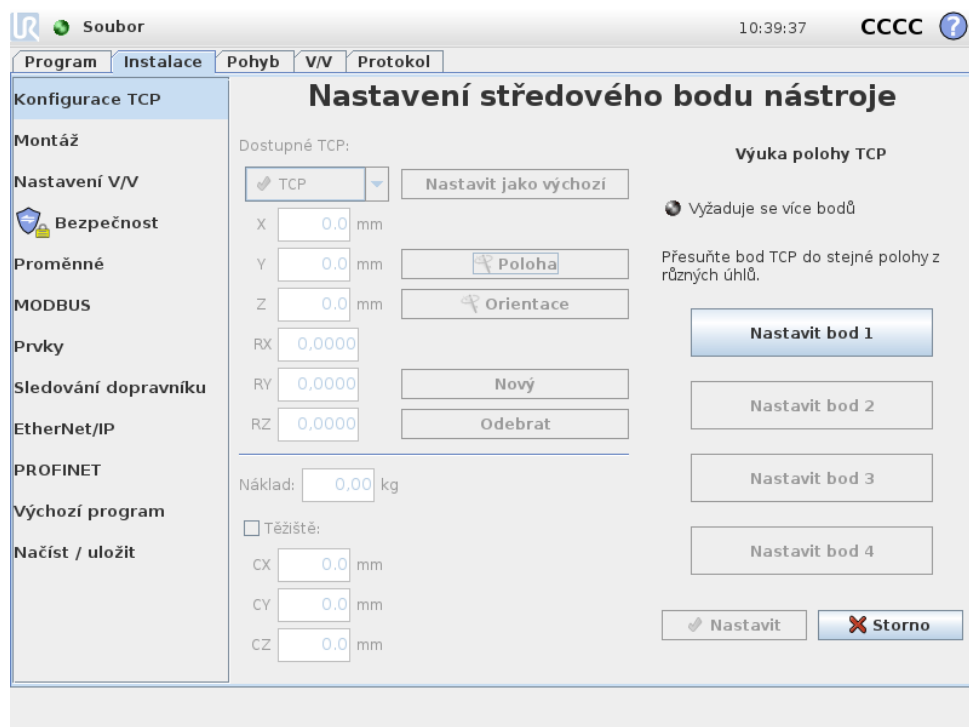 UR
Soubor
10:39:37
CCCC
?
Program Instalace Pohyb V/V Protokol
Konfigurace TCP
Montáž
Nastavení V/V
Bezpečnost
Proměnné
MODBUS
Prvky
Sledování dopravníku
EtherNet/IP
PROFINET
Výchozí program
Načíst / uložit
Nastavení středového bodu nástroje
Dostupné TCP:
TCP Nastavit jako výchozí
X 0.0 mm
Y 0.0 mm Poloha
Z 0.0 mm Orientace
RX 0,0000
RY 0,0000 Nový
RZ 0,0000 Odebrat
Náklad: 0,00 kg
Těžiště:
CX 0.0 mm
CY 0.0 mm
CZ 0.0 mm
Výuka polohy TCP
Vyžaduje se více bodů
Přesuňte bod TCP do stejné polohy z
různých úhlů.
Nastavit bod 1
Nastavit bod 2
Nastavit bod 3
Nastavit bod 4
Nastavit Storno